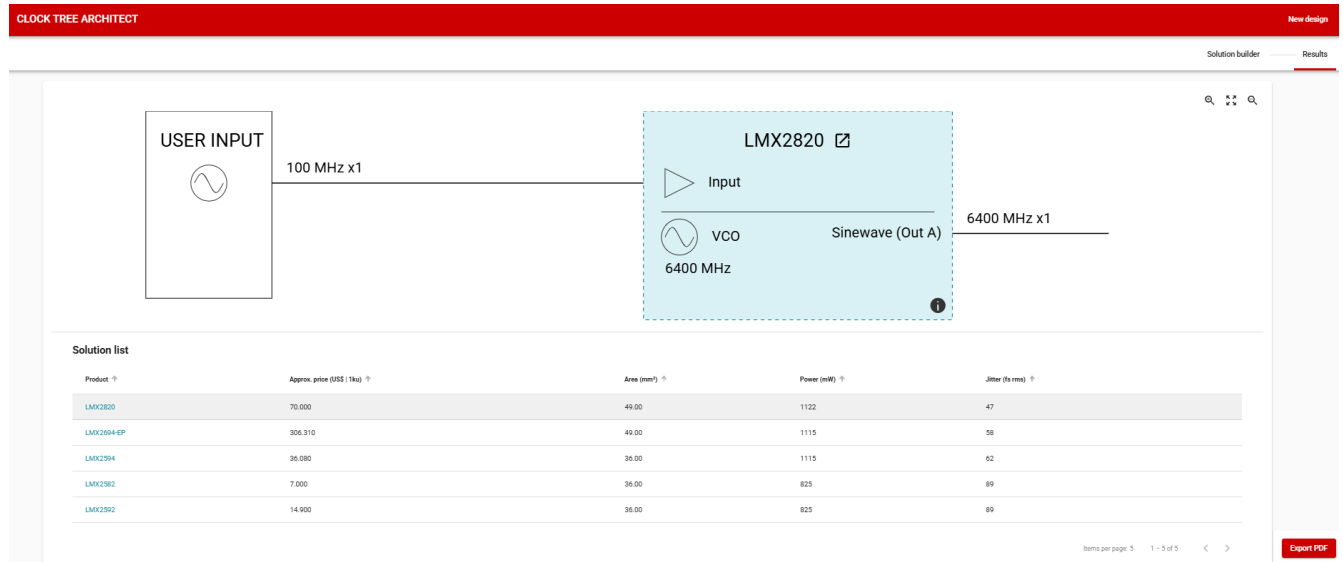 CLOCK TREE ARCHITECT
New design
Solution builder
Results
USER INPUT
100 MHz x1
LMX2820
Input
VCO
Sinewave (Out A)
6400 MHz
6400 MHz x1
Solution list
Product Approx. price (US$ | 1ku) Area (mm²) Power (mW) Jitter (fs rms)
LMX2820 70.000 49.00 1122 47
LMX2694-EP 306.310 49.00 1115 58
LMX2594 36.080 36.00 1115 62
LMX2582 7.000 36.00 825 89
LMX2592 14.900 36.00 825 89
Items per page: 5 1 – 5 of 5
Export PDF